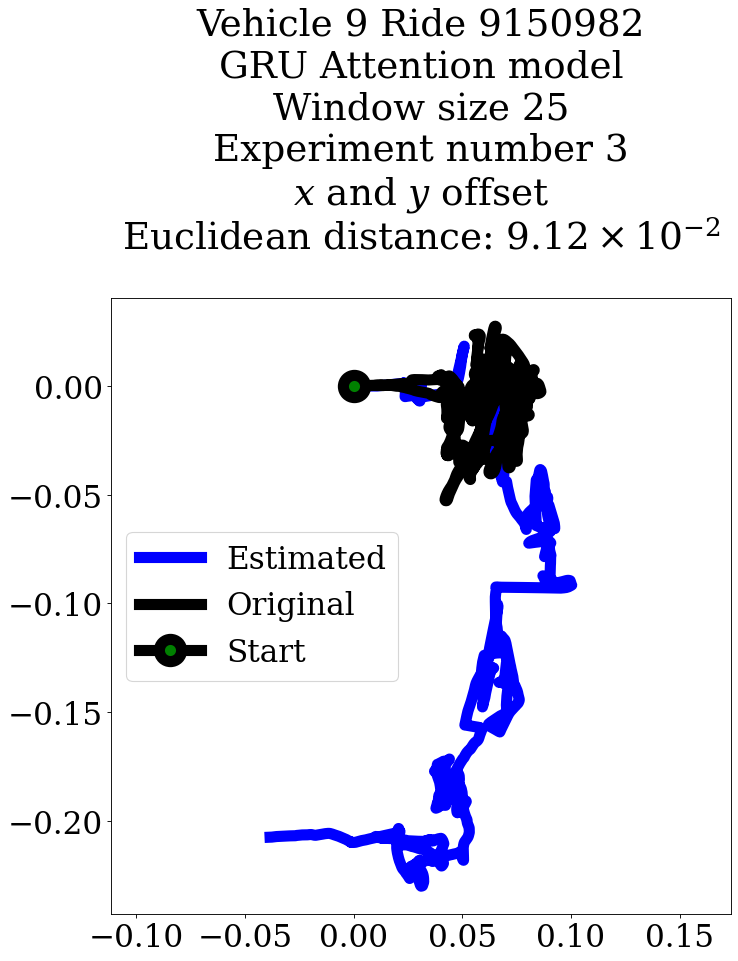 Vehicle 9 Ride 9150982
GRU Attention model
Window size 25
Experiment number 3
x and y offset
Euclidean distance: 9.12 × 10⁻²
0.00
−0.05
−0.10
−0.15
−0.20
Estimated
Original
Start
−0.10 −0.05 0.00 0.05 0.10 0.15